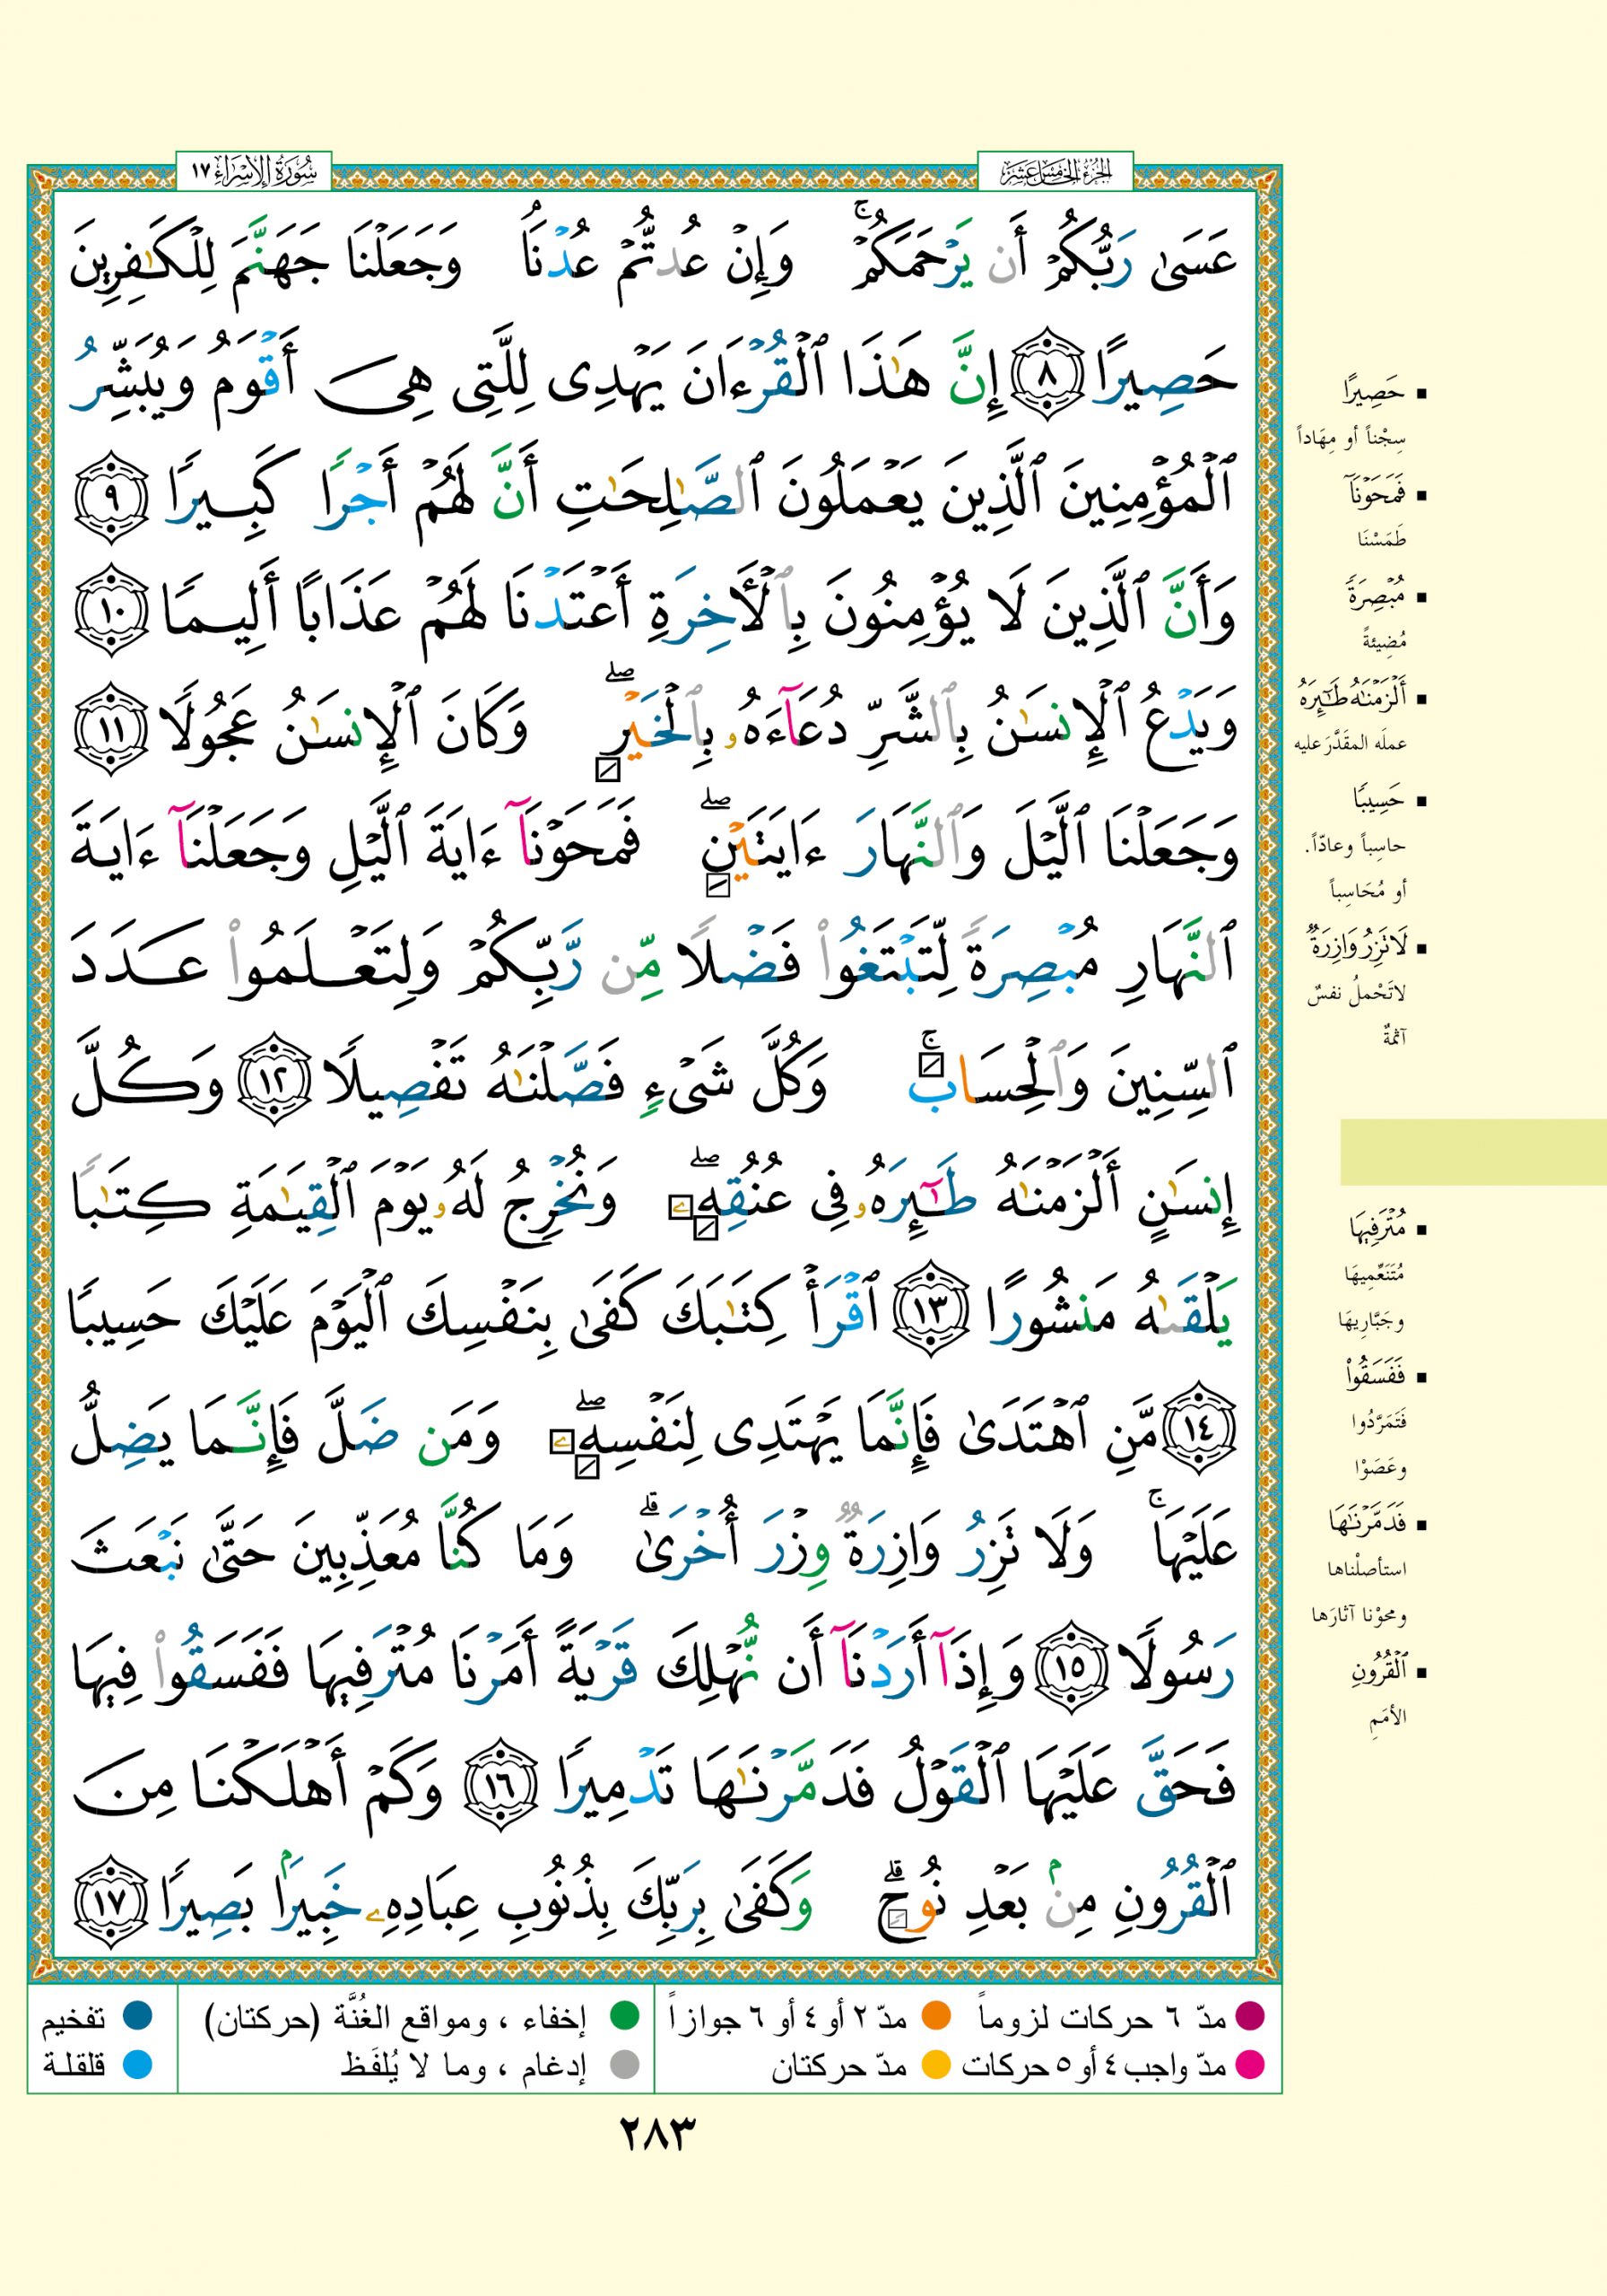 الجزء الخامس عشر
سُورَةُ الإِسْرَاءِ ١٧
عَسَىٰ رَبُّكُمْ أَن يَرْحَمَكُمْ ۚ وَإِنْ عُدتُّمْ عُدْنَا ۘ وَجَعَلْنَا جَهَنَّمَ لِلْكَـٰفِرِينَ
حَصِيرًا ٨ إِنَّ هَـٰذَا ٱلْقُرْءَانَ يَهْدِى لِلَّتِى هِىَ أَقْوَمُ وَيُبَشِّرُ
ٱلْمُؤْمِنِينَ ٱلَّذِينَ يَعْمَلُونَ ٱلصَّـٰلِحَـٰتِ أَنَّ لَهُمْ أَجْرًا كَبِيرًا ٩
وَأَنَّ ٱلَّذِينَ لَا يُؤْمِنُونَ بِٱلْـَٔاخِرَةِ أَعْتَدْنَا لَهُمْ عَذَابًا أَلِيمًا ١٠
وَيَدْعُ ٱلْإِنسَـٰنُ بِٱلشَّرِّ دُعَآءَهُۥ بِٱلْخَيْرِ ۖ وَكَانَ ٱلْإِنسَـٰنُ عَجُولًا ١١
وَجَعَلْنَا ٱلَّيْلَ وَٱلنَّهَارَ ءَايَتَيْنِ ۖ فَمَحَوْنَآ ءَايَةَ ٱلَّيْلِ وَجَعَلْنَآ ءَايَةَ
ٱلنَّهَارِ مُبْصِرَةً لِّتَبْتَغُوا۟ فَضْلًا مِّن رَّبِّكُمْ وَلِتَعْلَمُوا۟ عَدَدَ
ٱلسِّنِينَ وَٱلْحِسَابَ ۚ وَكُلَّ شَىْءٍ فَصَّلْنَـٰهُ تَفْصِيلًا ١٢ وَكُلَّ
إِنسَـٰنٍ أَلْزَمْنَـٰهُ طَـٰٓئِرَهُۥ فِى عُنُقِهِۦ ۖ وَنُخْرِجُ لَهُۥ يَوْمَ ٱلْقِيَـٰمَةِ كِتَـٰبًا
يَلْقَىٰهُ مَنشُورًا ١٣ ٱقْرَأْ كِتَـٰبَكَ كَفَىٰ بِنَفْسِكَ ٱلْيَوْمَ عَلَيْكَ حَسِيبًا
١٤ مَّنِ ٱهْتَدَىٰ فَإِنَّمَا يَهْتَدِى لِنَفْسِهِۦ ۖ وَمَن ضَلَّ فَإِنَّمَا يَضِلُّ
عَلَيْهَا ۚ وَلَا تَزِرُ وَازِرَةٌ وِزْرَ أُخْرَىٰ ۗ وَمَا كُنَّا مُعَذِّبِينَ حَتَّىٰ نَبْعَثَ
رَسُولًا ١٥ وَإِذَآ أَرَدْنَآ أَن نُّهْلِكَ قَرْيَةً أَمَرْنَا مُتْرَفِيهَا فَفَسَقُوا۟ فِيهَا
فَحَقَّ عَلَيْهَا ٱلْقَوْلُ فَدَمَّرْنَـٰهَا تَدْمِيرًا ١٦ وَكَمْ أَهْلَكْنَا مِنَ
ٱلْقُرُونِ مِنۢ بَعْدِ نُوحٍ ۗ وَكَفَىٰ بِرَبِّكَ بِذُنُوبِ عِبَادِهِۦ خَبِيرًۢا بَصِيرًا ١٧
▪ حَصِيرًا
سِجْناً أو مِهَاداً
▪ فَمَحَوْنَآ
طَمَسْنَا
▪ مُبْصِرَةً
مُضِيئةً
▪ أَلْزَمْنَـٰهُ طَـٰٓئِرَهُ
عملَه المقَدَّرَ عليه
▪ حَسِيبًا
حاسِباً وعادّاً.
أو مُحَاسِباً
▪ لَا تَزِرُ وَازِرَةٌ
لا تَحْملُ نفسٌ
آثمةٌ
▪ مُتْرَفِيهَا
مُتَنَعِّمِيهَا
وجَبَّارِيهَا
▪ فَفَسَقُوا۟
فَتَمَرَّدُوا
وعَصَوْا
▪ فَدَمَّرْنَـٰهَا
استأصلْناها
ومحوْنا آثارَها
▪ ٱلْقُرُونِ
الأمَمِ
مدّ ٦ حركات لزوماً مدّ ٢ أو ٤ أو ٦ جوازاً إخفاء ، ومواقع الغُنَّة (حركتان) تفخيم
مدّ واجب ٤ أو ٥ حركات مدّ حركتان إدغام ، وما لا يُلفَظ قلقلة
٢٨٣